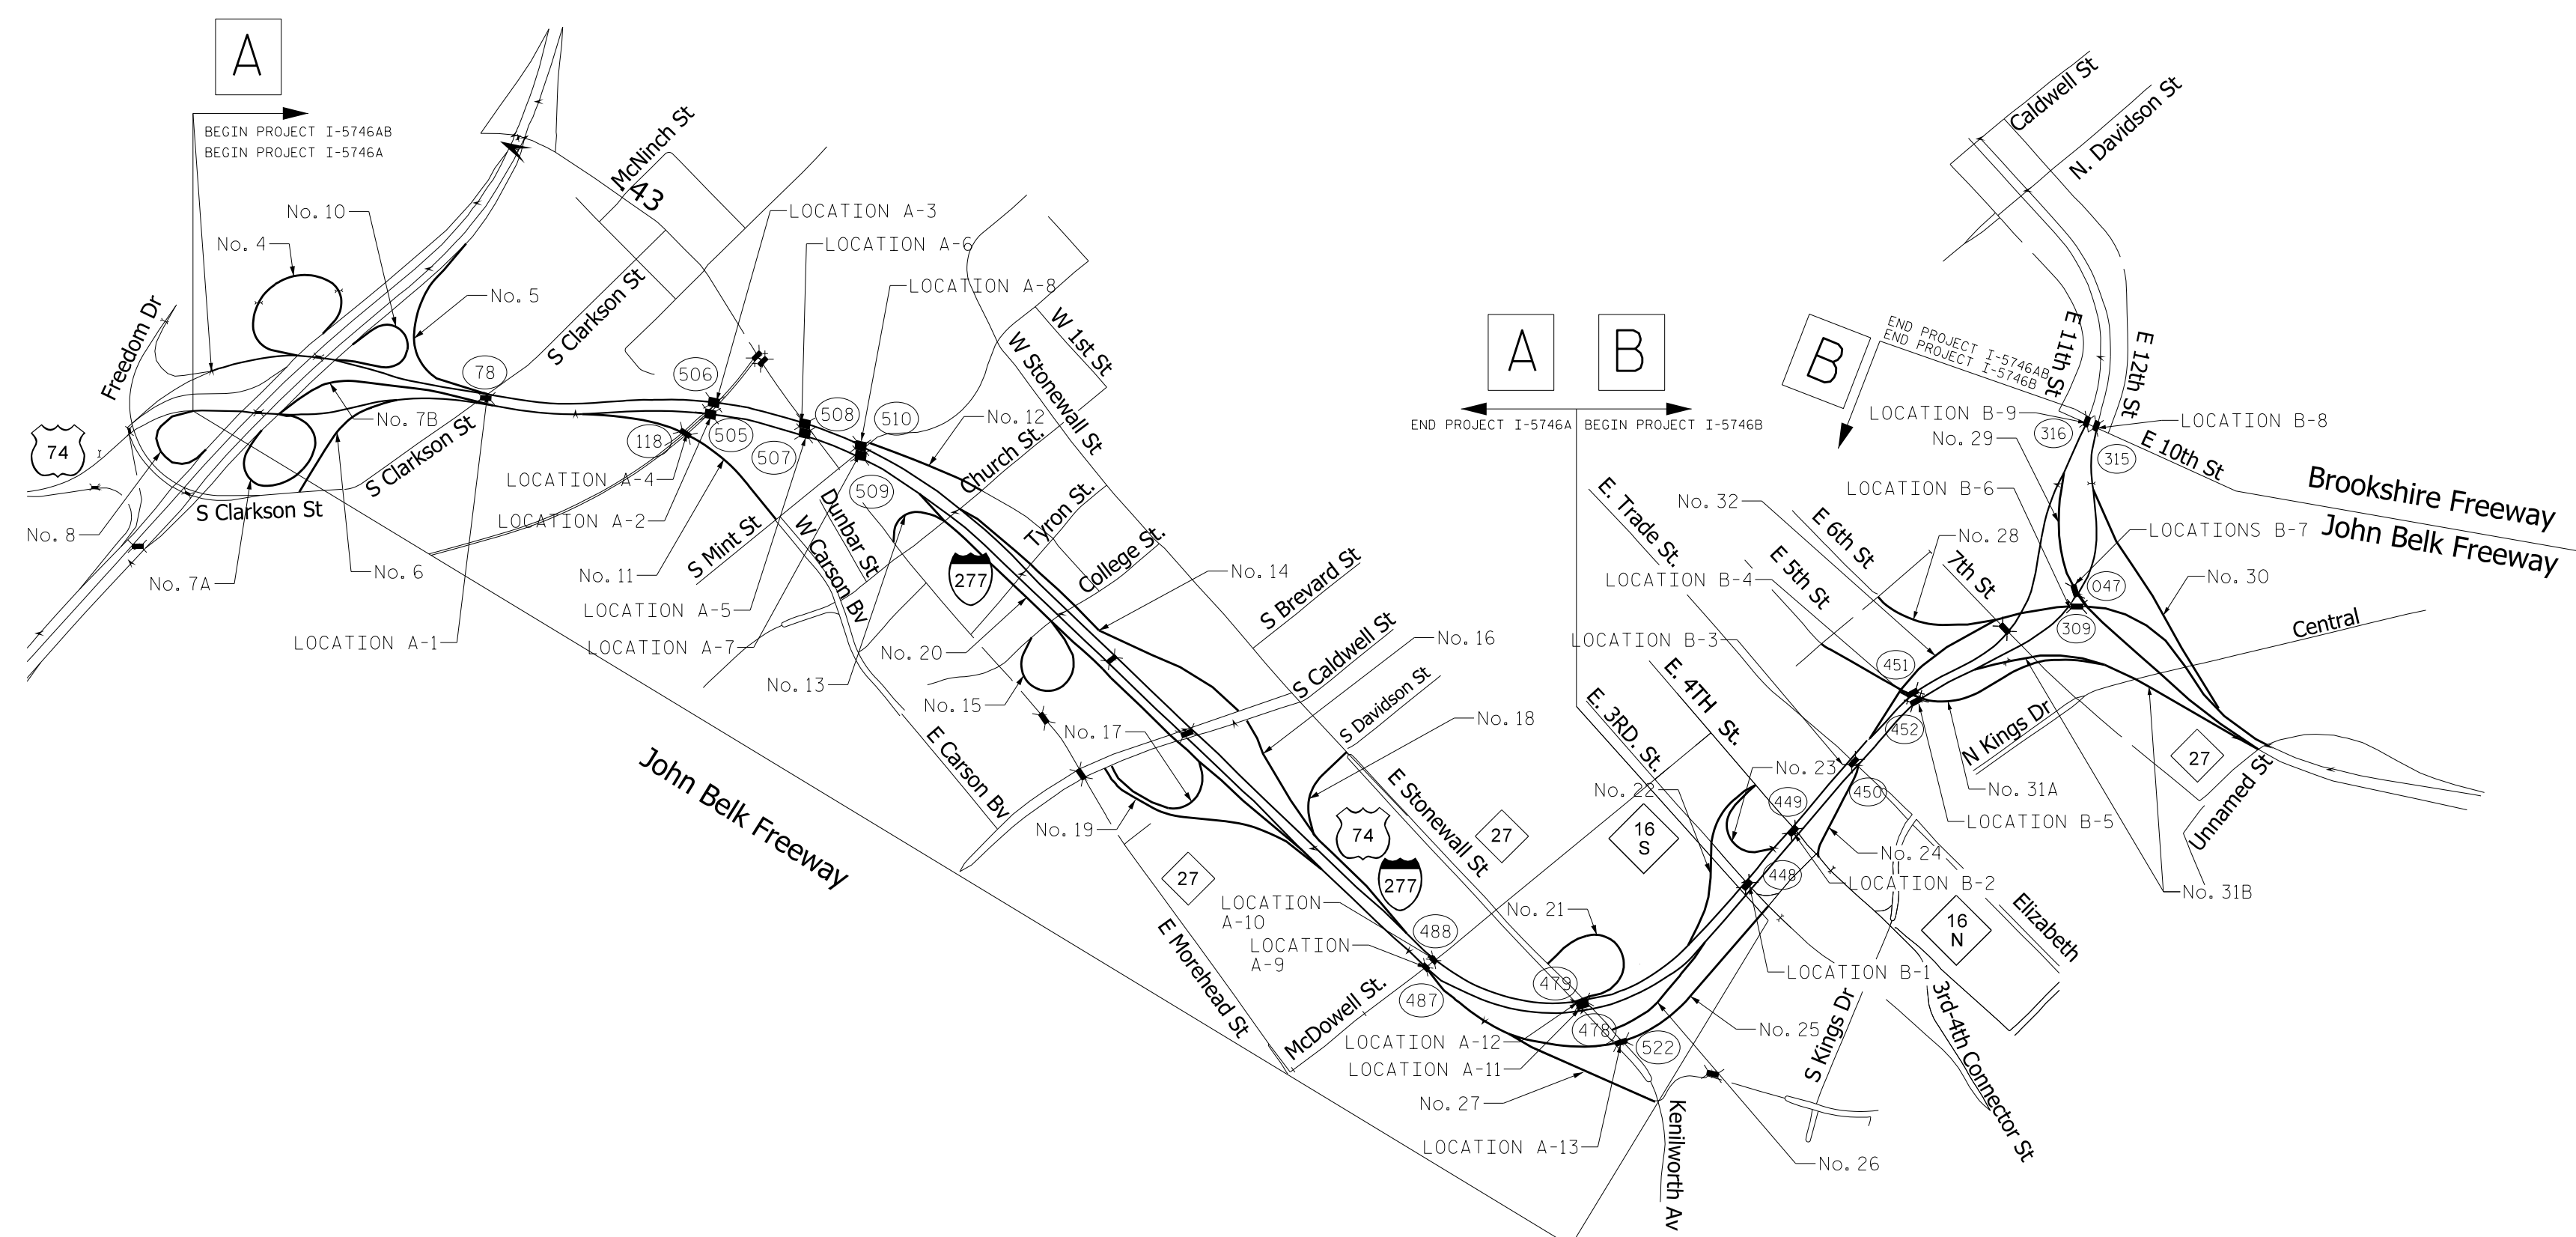 A
BEGIN PROJECT I-5746AB
BEGIN PROJECT I-5746A
No. 10
No. 4
No. 5
Freedom Dr
74
No. 8
No. 7A
S Clarkson St
No. 7B
No. 6
S Clarkson St
78
S Clarkson St
McNinch St
43
LOCATION A-1
LOCATION A-3
LOCATION A-6
LOCATION A-8
506
505
118
508
507
510
509
LOCATION A-4
LOCATION A-2
No. 11
LOCATION A-5
LOCATION A-7
S Mint St
W Carson Bv
Dunbar St
No. 12
Church St.
W 1st St
W Stonewall St
Tyron St.
College St.
277
No. 13
No. 20
No. 15
No. 14
S Brevard St
S Caldwell St
No. 16
No. 17
No. 19
No. 18
S Davidson St
E Carson Bv
John Belk Freeway
27
E Morehead St
McDowell St.
74
277
E Stonewall St
27
LOCATION
A-10
LOCATION
A-9
488
487
No. 21
479
478
522
LOCATION A-12
LOCATION A-11
No. 27
LOCATION A-13
Kenilworth Av
No. 26
No. 25
LOCATION B-1
A
B
END PROJECT I-5746A
BEGIN PROJECT I-5746B
E. Trade St.
E. 3RD. St.
E. 4TH St.
16
S
No. 22
No. 23
449
448
450
No. 24
LOCATION B-2
16
N
Elizabeth
S Kings Dr
3rd-4th Connector St
LOCATION B-3
LOCATION B-4
E 5th St
E 6th St
7th St
No. 32
No. 28
451
452
No. 31A
LOCATION B-5
No. 31B
N Kings Dr
Central
27
Unnamed St
309
047
No. 30
LOCATIONS B-7
LOCATION B-6
No. 29
LOCATION B-9
LOCATION B-8
316
315
B
END PROJECT I-5746AB
END PROJECT I-5746B
E 11th St
E 12th St
E 10th St
Caldwell St
N. Davidson St
Brookshire Freeway
John Belk Freeway